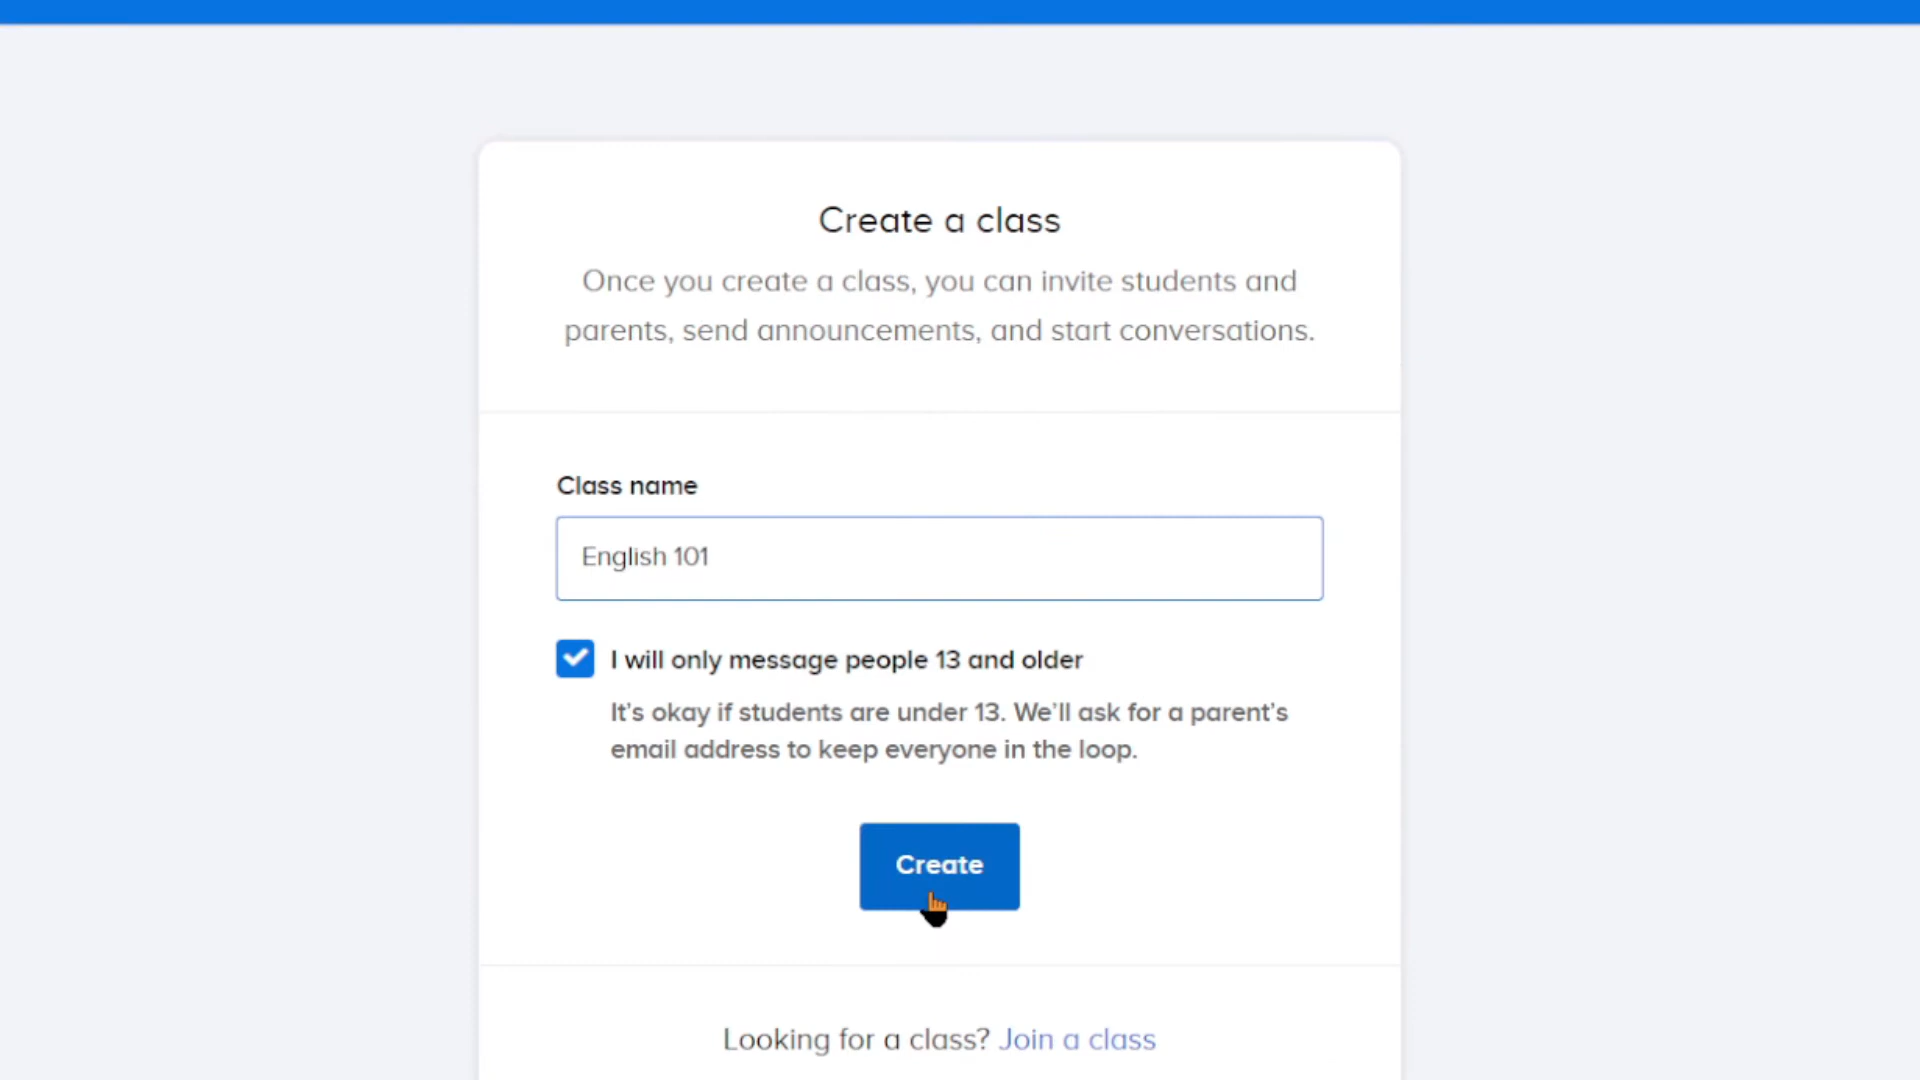 Create a class
Once you create a class, you can invite students and
parents, send announcements, and start conversations.
Class name
English 101
I will only message people 13 and older
It's okay if students are under 13. We'll ask for a parent's
email address to keep everyone in the loop.
Create
Looking for a class? Join a class